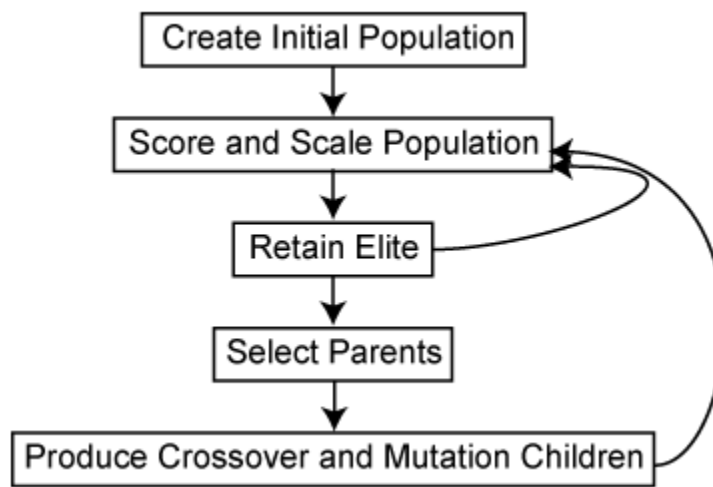 Create Initial Population
Score and Scale Population
Retain Elite
Select Parents
Produce Crossover and Mutation Children